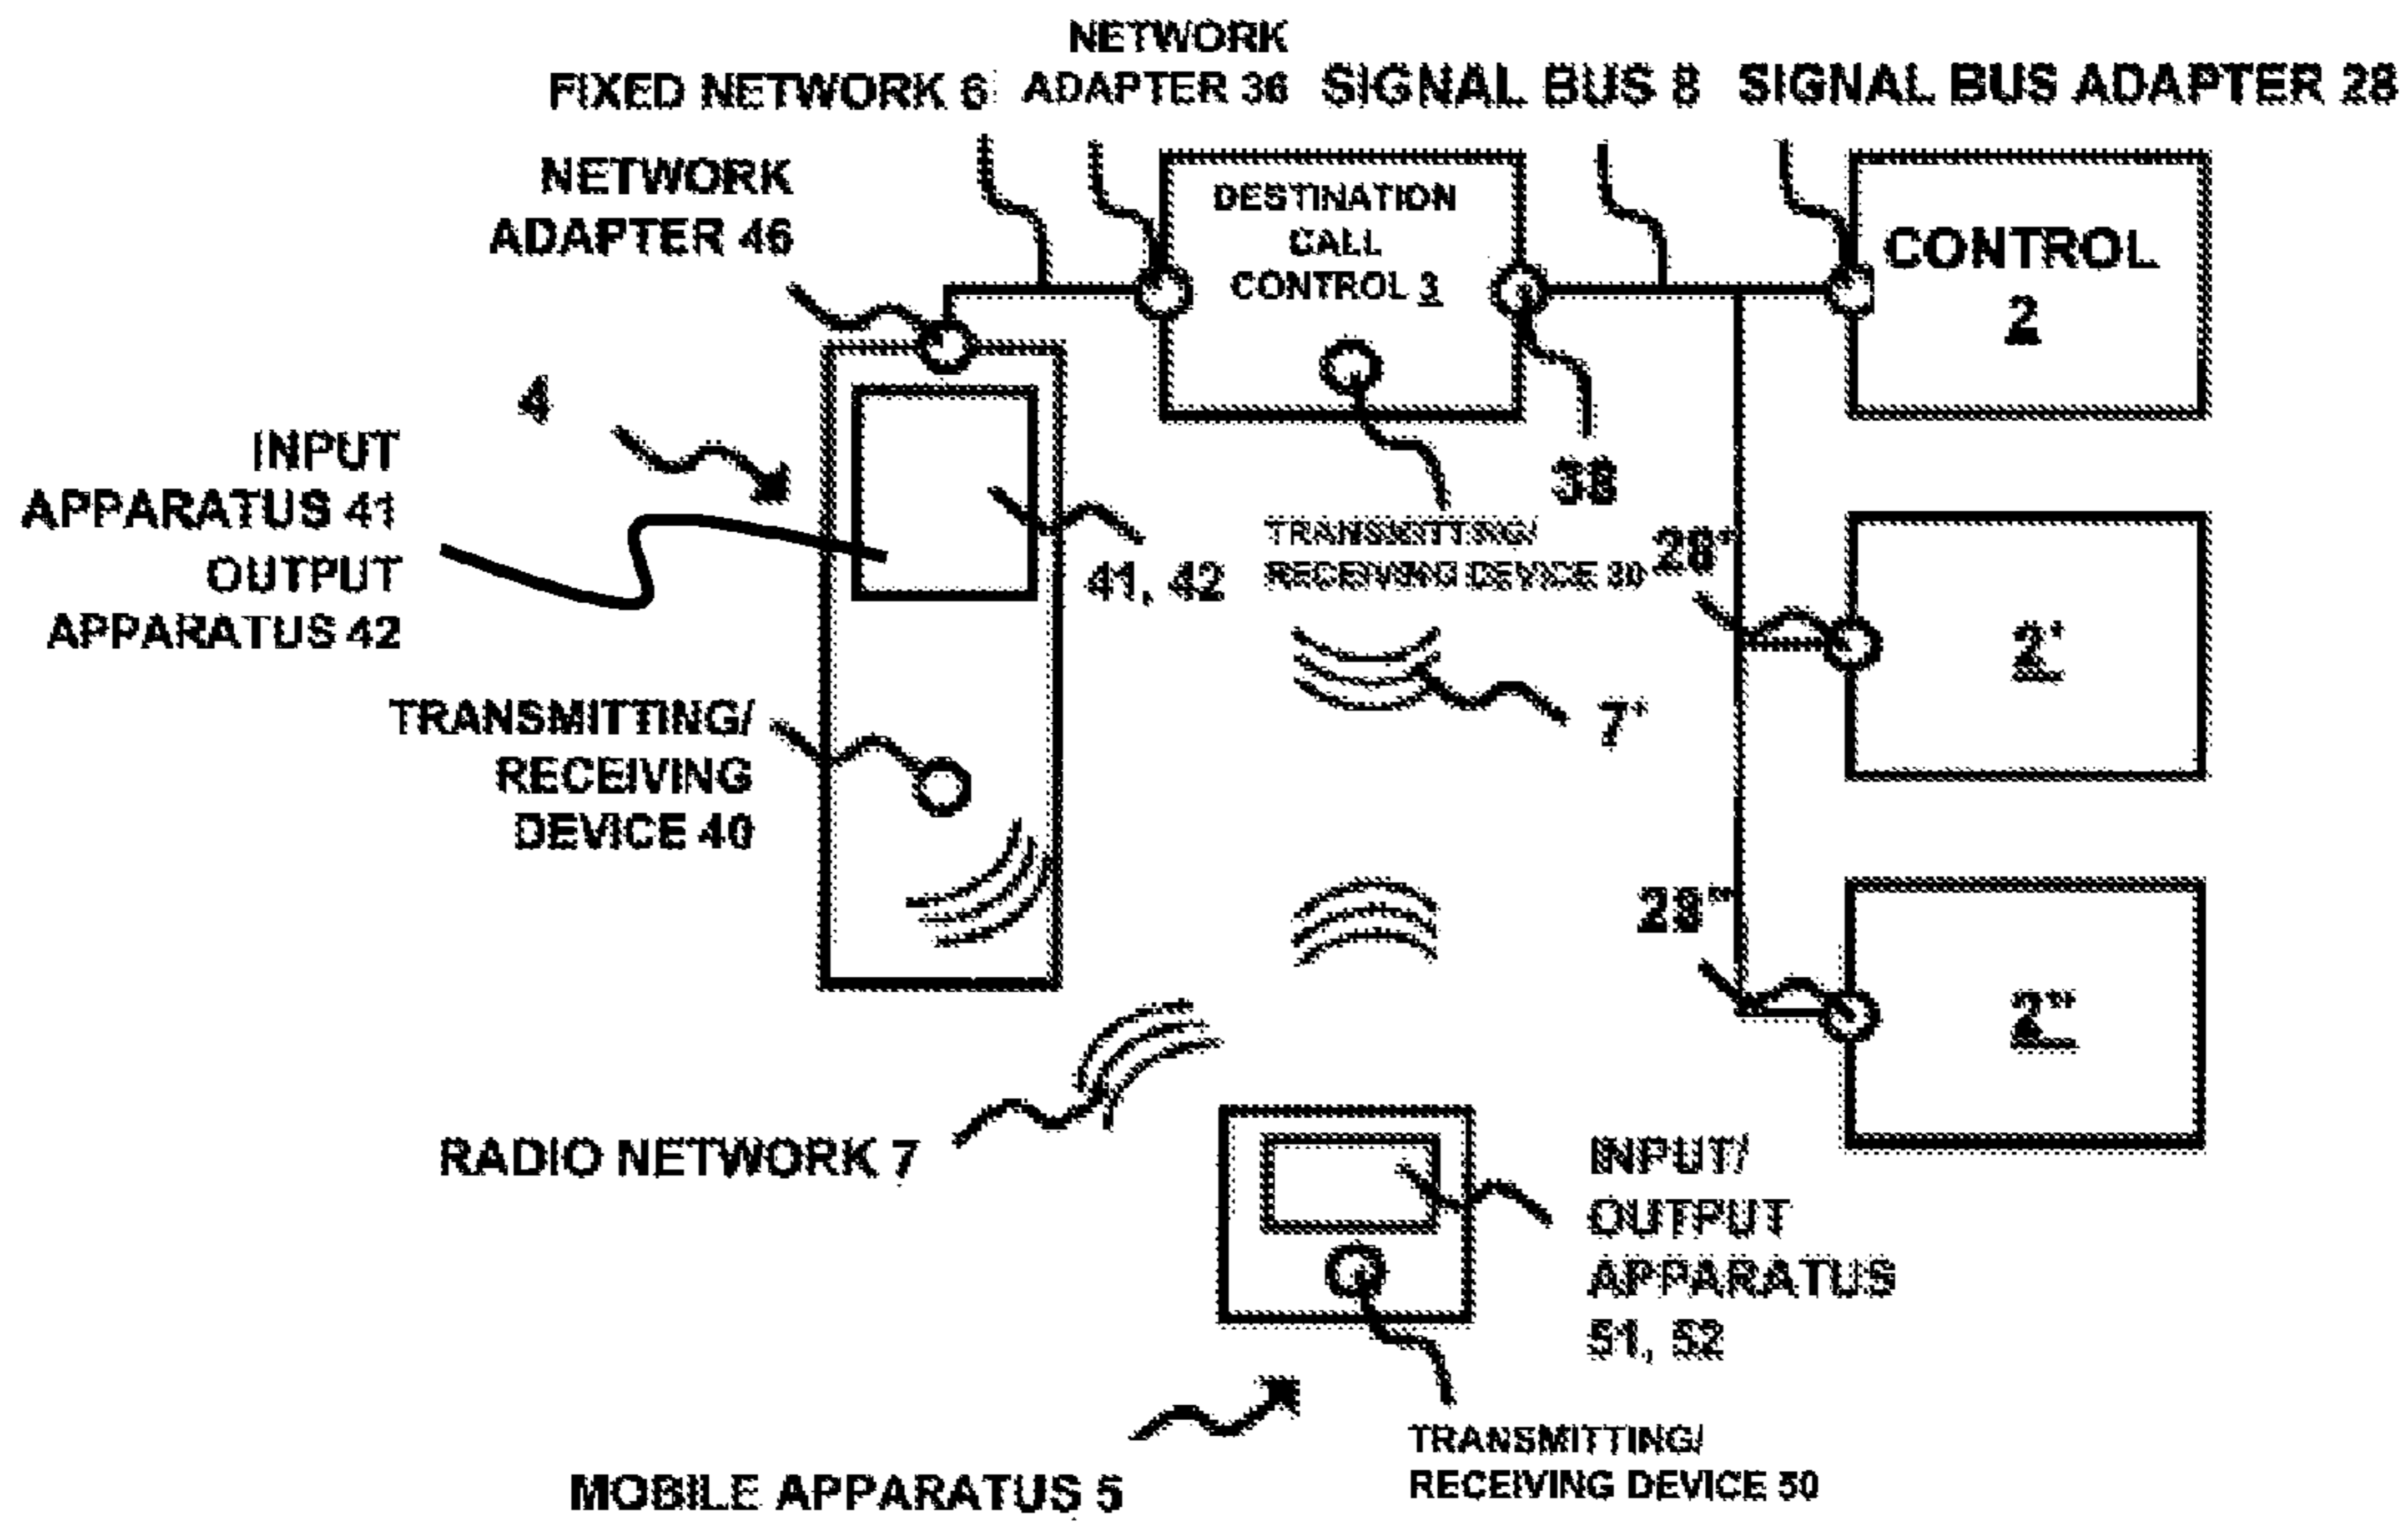 NETWORK
FIXED NETWORK 6 ADAPTER 36 SIGNAL BUS 8 SIGNAL BUS ADAPTER 28
NETWORK
ADAPTER 46
DESTINATION
CALL
CONTROL 3
CONTROL
2
4
INPUT
APPARATUS 41
OUTPUT
APPARATUS 42
41, 42
38
TRANSMITTING/
RECEIVING DEVICE 30
28'
2'
7'
TRANSMITTING/
RECEIVING
DEVICE 40
28"
2"
RADIO NETWORK 7
INPUT/
OUTPUT
APPARATUS
51, 52
MOBILE APPARATUS 5
TRANSMITTING/
RECEIVING DEVICE 50